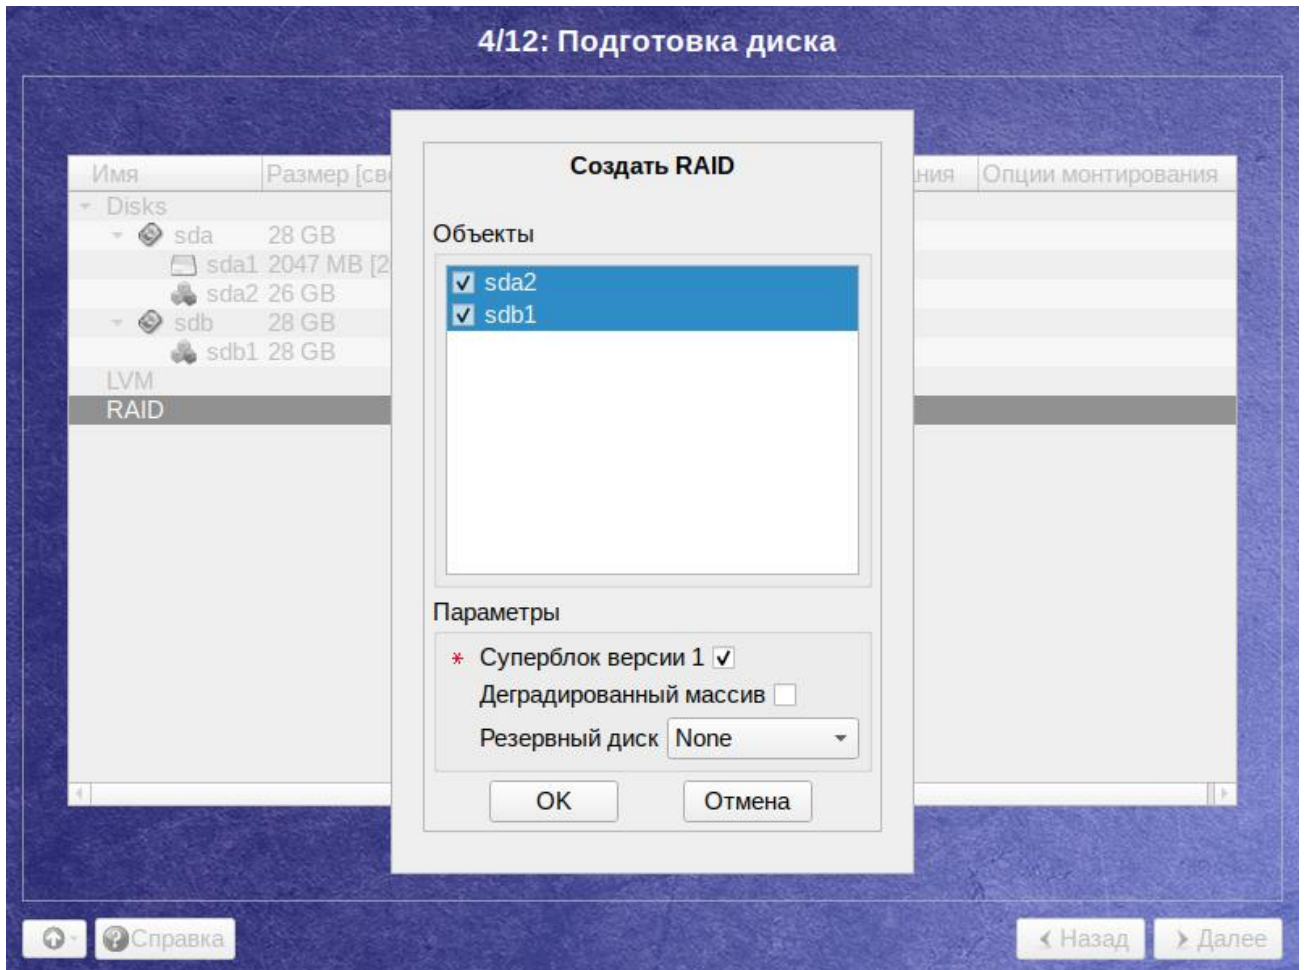 4/12: Подготовка диска
Создать RAID
Имя
Размер [сво
ния
Опции монтирования
Disks
sda 28 GB
sda1 2047 MB [2
sda2 26 GB
sdb 28 GB
sdb1 28 GB
LVM
RAID
Объекты
sda2
sdb1
Параметры
* Суперблок версии 1
Деградированный массив
Резервный диск None
OK
Отмена
Справка
Назад
Далее